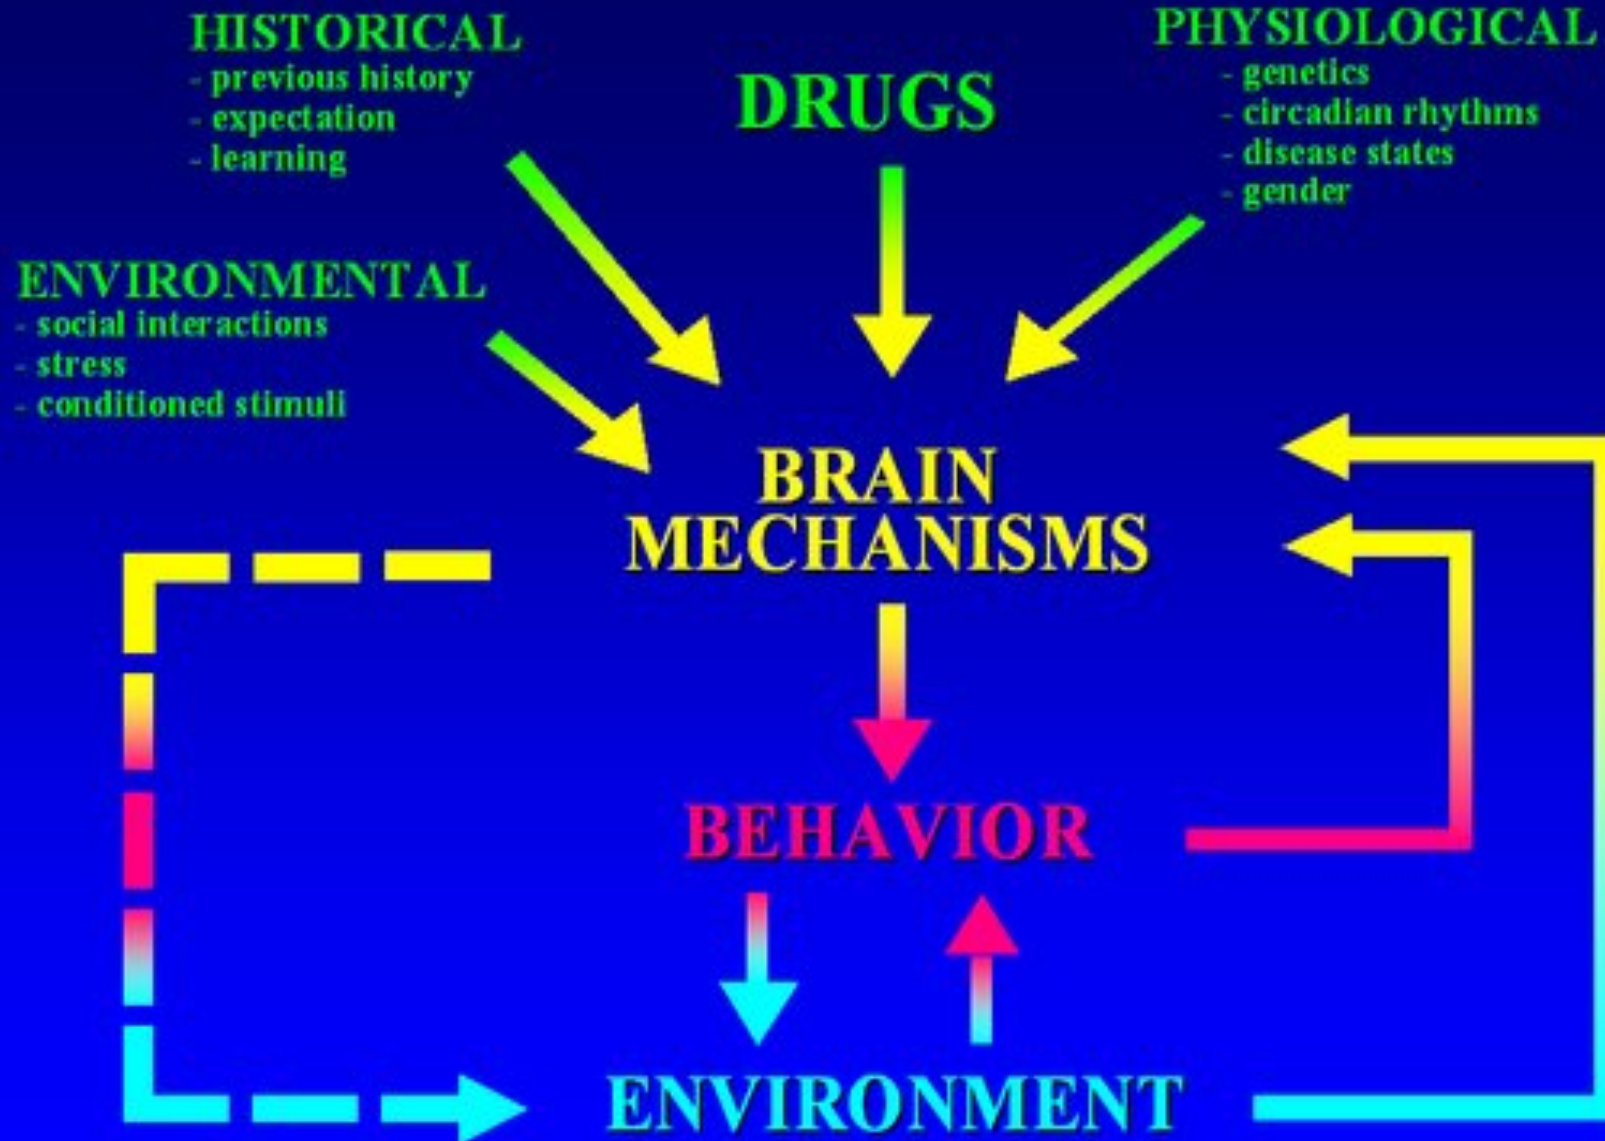 HISTORICAL
- previous history
- expectation
- learning
DRUGS
PHYSIOLOGICAL
- genetics
- circadian rhythms
- disease states
- gender
ENVIRONMENTAL
- social interactions
- stress
- conditioned stimuli
BRAIN
MECHANISMS
BEHAVIOR
ENVIRONMENT